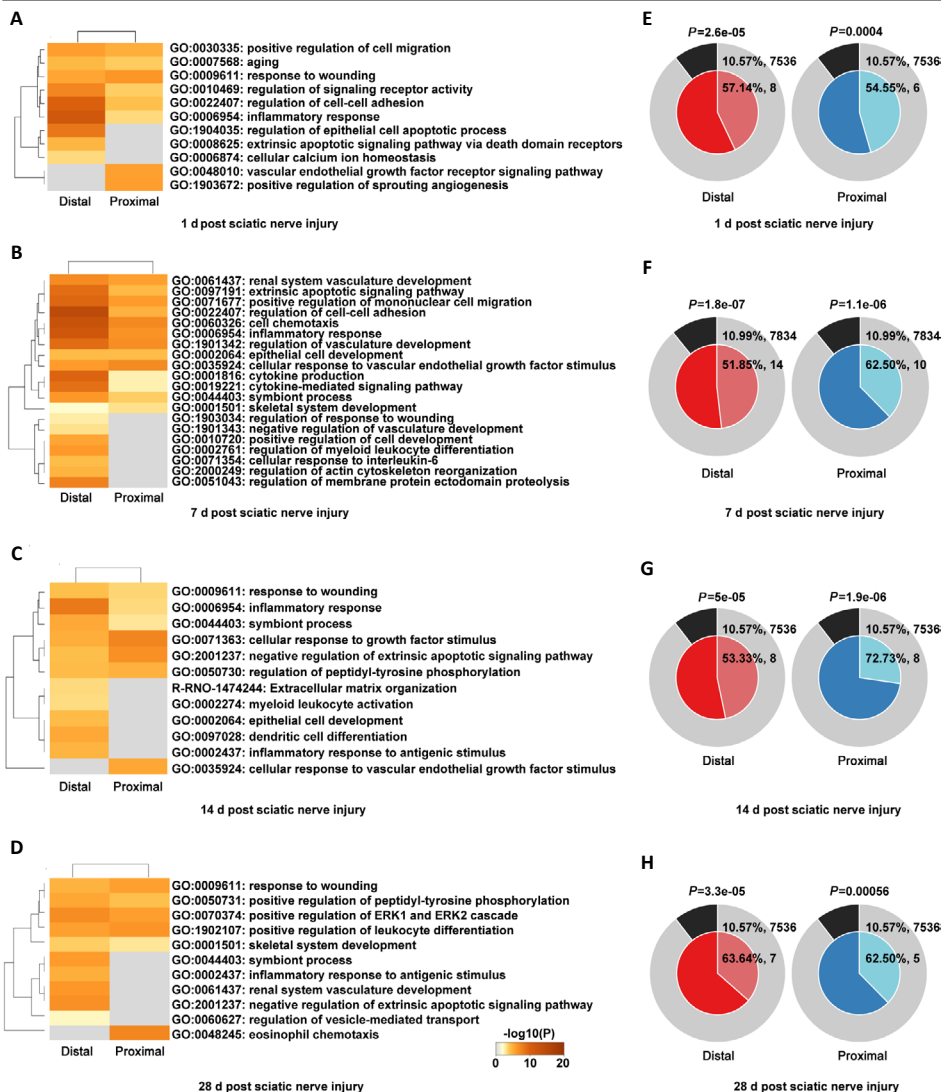 A
GO:0030335: positive regulation of cell migration
GO:0007568: aging
GO:0009611: response to wounding
GO:0010469: regulation of signaling receptor activity
GO:0022407: regulation of cell-cell adhesion
GO:0006954: inflammatory response
GO:1904035: regulation of epithelial cell apoptotic process
GO:0008625: extrinsic apoptotic signaling pathway via death domain receptors
GO:0006874: cellular calcium ion homeostasis
GO:0048010: vascular endothelial growth factor receptor signaling pathway
GO:1903672: positive regulation of sprouting angiogenesis
Distal Proximal
1 d post sciatic nerve injury
E
P=2.6e-05 P=0.0004
10.57%, 7536 10.57%, 7536
57.14%, 8 54.55%, 6
Distal Proximal
1 d post sciatic nerve injury
B
GO:0061437: renal system vasculature development
GO:0097191: extrinsic apoptotic signaling pathway
GO:0071677: positive regulation of mononuclear cell migration
GO:0022407: regulation of cell-cell adhesion
GO:0060326: cell chemotaxis
GO:0006954: inflammatory response
GO:1901342: regulation of vasculature development
GO:0002064: epithelial cell development
GO:0035924: cellular response to vascular endothelial growth factor stimulus
GO:0001816: cytokine production
GO:0019221: cytokine-mediated signaling pathway
GO:0044403: symbiont process
GO:0001501: skeletal system development
GO:1903034: regulation of response to wounding
GO:1901343: negative regulation of vasculature development
GO:0010720: positive regulation of cell development
GO:0002761: regulation of myeloid leukocyte differentiation
GO:0071354: cellular response to interleukin-6
GO:2000249: regulation of actin cytoskeleton reorganization
GO:0051043: regulation of membrane protein ectodomain proteolysis
Distal Proximal
7 d post sciatic nerve injury
F
P=1.8e-07 P=1.1e-06
10.99%, 7834 10.99%, 7834
51.85%, 14 62.50%, 10
Distal Proximal
7 d post sciatic nerve injury
C
GO:0009611: response to wounding
GO:0006954: inflammatory response
GO:0044403: symbiont process
GO:0071363: cellular response to growth factor stimulus
GO:2001237: negative regulation of extrinsic apoptotic signaling pathway
GO:0050730: regulation of peptidyl-tyrosine phosphorylation
R-RNO-1474244: Extracellular matrix organization
GO:0002274: myeloid leukocyte activation
GO:0002064: epithelial cell development
GO:0097028: dendritic cell differentiation
GO:0002437: inflammatory response to antigenic stimulus
GO:0035924: cellular response to vascular endothelial growth factor stimulus
Distal Proximal
14 d post sciatic nerve injury
G
P=5e-05 P=1.9e-06
10.57%, 7536 10.57%, 7536
53.33%, 8 72.73%, 8
Distal Proximal
14 d post sciatic nerve injury
D
GO:0009611: response to wounding
GO:0050731: positive regulation of peptidyl-tyrosine phosphorylation
GO:0070374: positive regulation of ERK1 and ERK2 cascade
GO:1902107: positive regulation of leukocyte differentiation
GO:0001501: skeletal system development
GO:0044403: symbiont process
GO:0002437: inflammatory response to antigenic stimulus
GO:0061437: renal system vasculature development
GO:2001237: negative regulation of extrinsic apoptotic signaling pathway
GO:0060627: regulation of vesicle-mediated transport
GO:0048245: eosinophil chemotaxis
Distal Proximal
-log10(P)
0 10 20
28 d post sciatic nerve injury
H
P=3.3e-05 P=0.00056
10.57%, 7536 10.57%, 7536
63.64%, 7 62.50%, 5
Distal Proximal
28 d post sciatic nerve injury